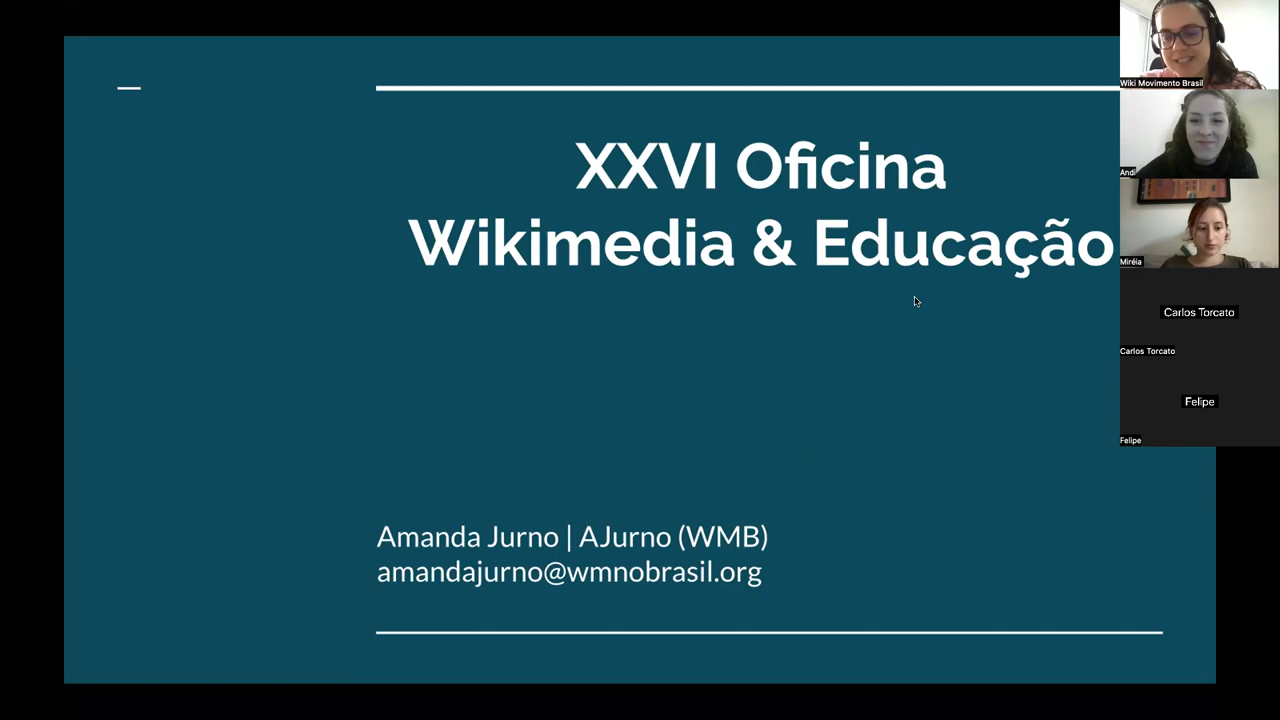 XXVI Oficina
Wikimedia & Educação
Amanda Jurno | AJurno (WMB)
amandajurno@wmnobrasil.org
Wiki Movimento Brasil
Andi
Miréia
Carlos Torcato
Carlos Torcato
Felipe
Felipe